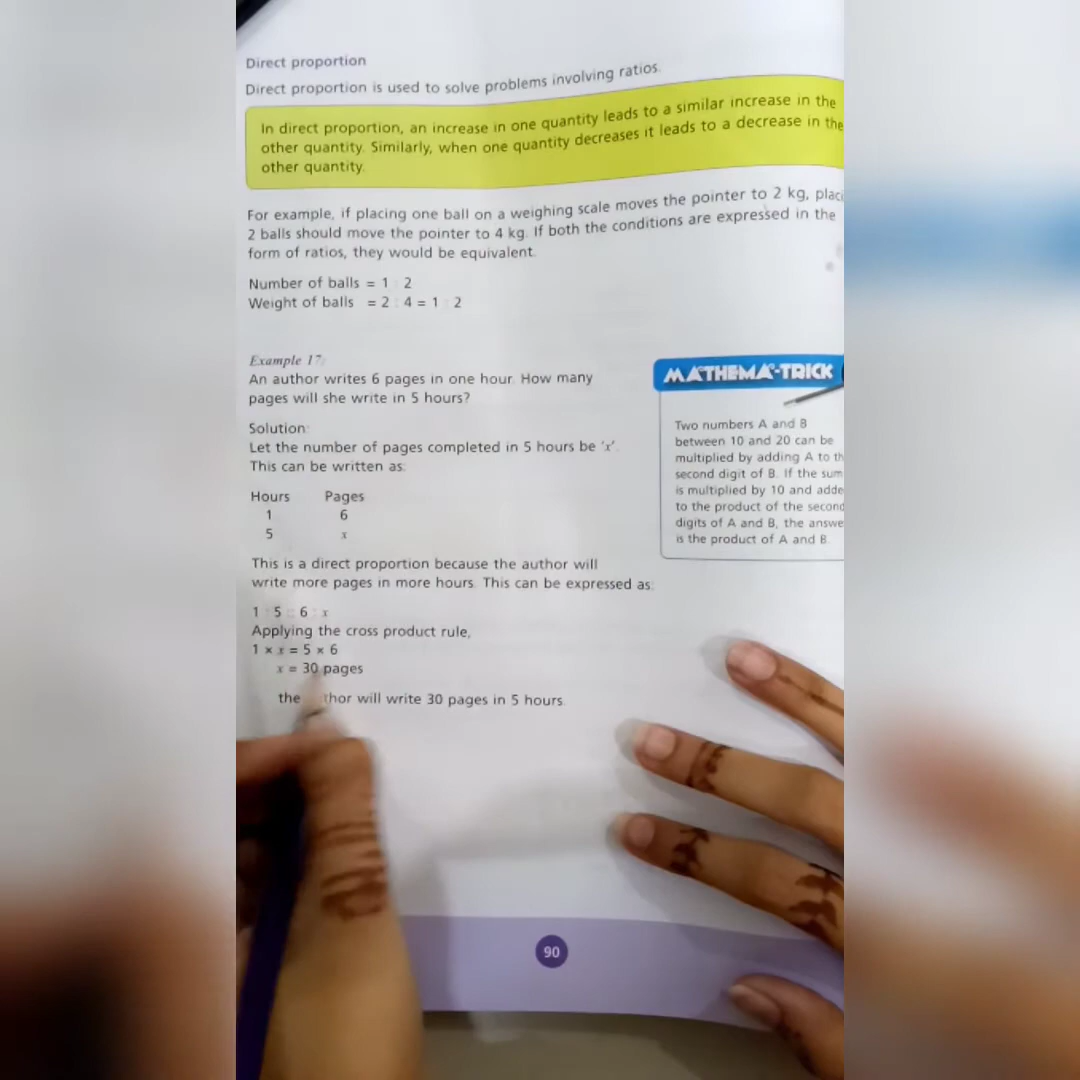 Direct proportion
Direct proportion is used to solve problems involving ratios.
In direct proportion, an increase in one quantity leads to a similar increase in the
other quantity. Similarly, when one quantity decreases it leads to a decrease in the
other quantity.
For example, if placing one ball on a weighing scale moves the pointer to 2 kg, placi
2 balls should move the pointer to 4 kg. If both the conditions are expressed in the
form of ratios, they would be equivalent.
Number of balls = 1 : 2
Weight of balls = 2 : 4 = 1 : 2
Example 17:
An author writes 6 pages in one hour. How many
pages will she write in 5 hours?
Solution:
Let the number of pages completed in 5 hours be 'x'.
This can be written as:
Hours Pages
1 6
5 x
This is a direct proportion because the author will
write more pages in more hours. This can be expressed as:
1 : 5 :: 6 : x
Applying the cross product rule,
1 × x = 5 × 6
x = 30 pages
the thor will write 30 pages in 5 hours.
MATHEMA-TRICK
Two numbers A and B
between 10 and 20 can be
multiplied by adding A to th
second digit of B. If the sum
is multiplied by 10 and adde
to the product of the second
digits of A and B, the answe
is the product of A and B.
90